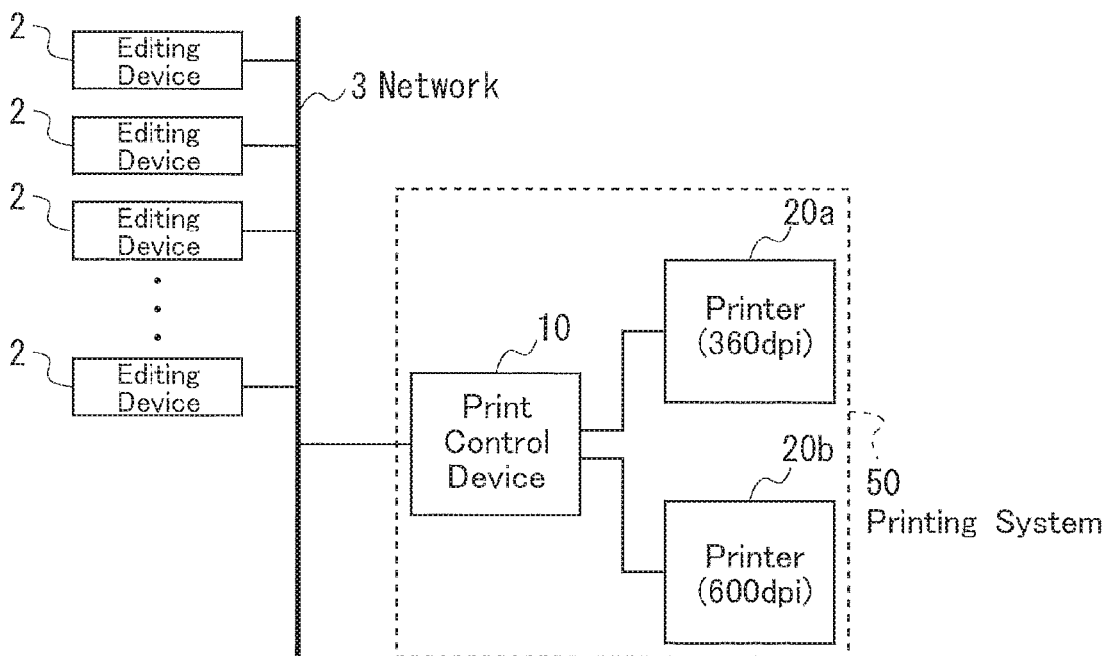 2
Editing
Device
3 Network
2
Editing
Device
2
Editing
Device
2
Editing
Device
20a
Printer
(360dpi)
10
Print
Control
Device
20b
Printer
(600dpi)
50
Printing System